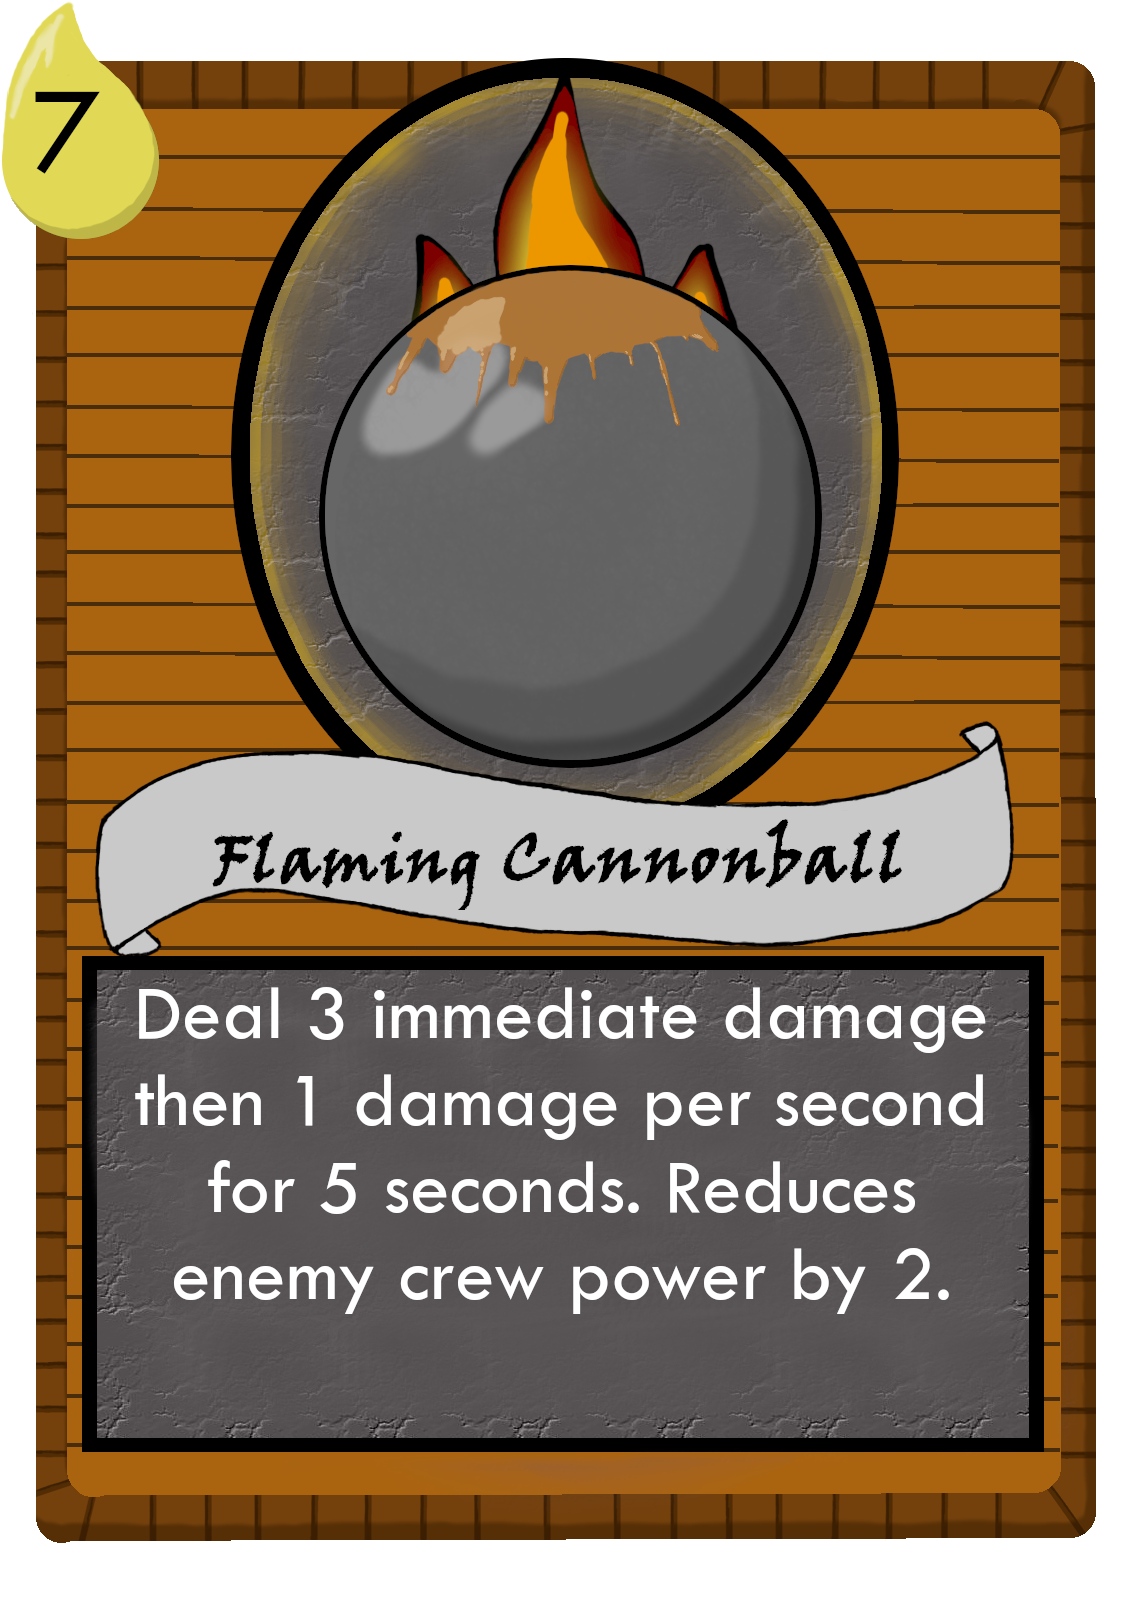 7
Flaming Cannonball
Deal 3 immediate damage
then 1 damage per second
for 5 seconds. Reduces
enemy crew power by 2.